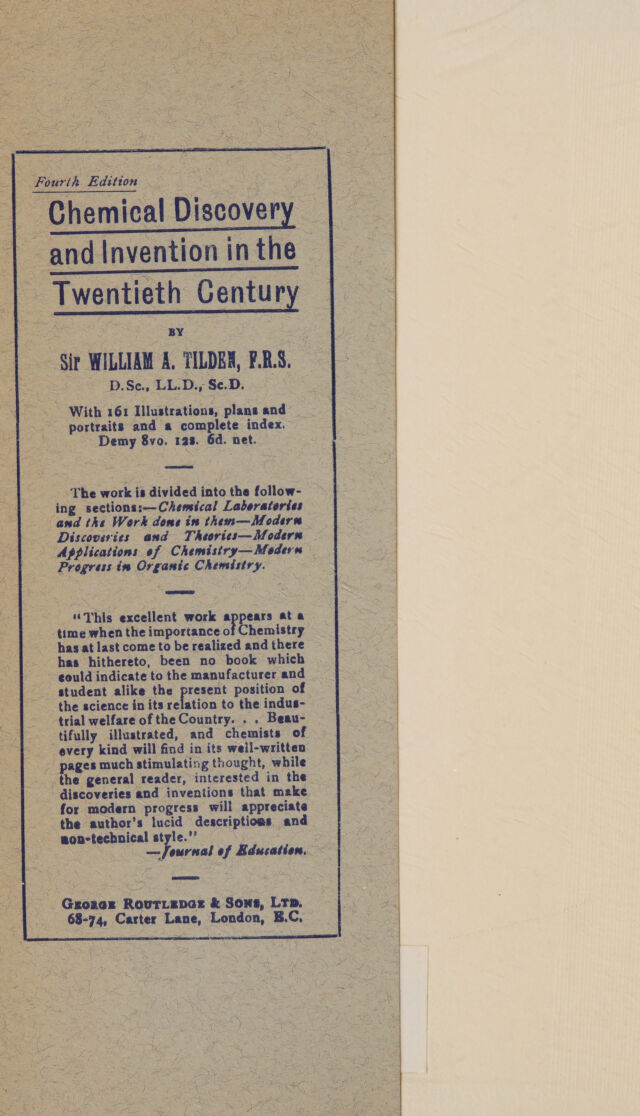 Fourth Edition
Chemical Discovery
and Invention in the
Twentieth Century
BY
Sir WILLIAM A. TILDEN, F.R.S.
D.Sc., LL.D., Sc.D.
With 161 Illustrations, plans and
portraits and a complete index.
Demy 8vo. 12s. 6d. net.
The work is divided into the follow-
ing sections:—Chemical Laboratories
and the Work done in them—Modern
Discoveries and Theories—Modern
Applications of Chemistry—Modern
Progress in Organic Chemistry.
"This excellent work appears at a
time when the importance of Chemistry
has at last come to be realized and there
has hithereto, been no book which
could indicate to the manufacturer and
student alike the present position of
the science in its relation to the indus-
trial welfare of the Country. . . Beau-
tifully illustrated, and chemists of
every kind will find in its well-written
pages much stimulating thought, while
the general reader, interested in the
discoveries and inventions that make
for modern progress will appreciate
the author's lucid descriptions and
non-technical style."
—Journal of Education.
GEORGE ROUTLEDGE & SONS, LTD.
68-74, Carter Lane, London, E.C.